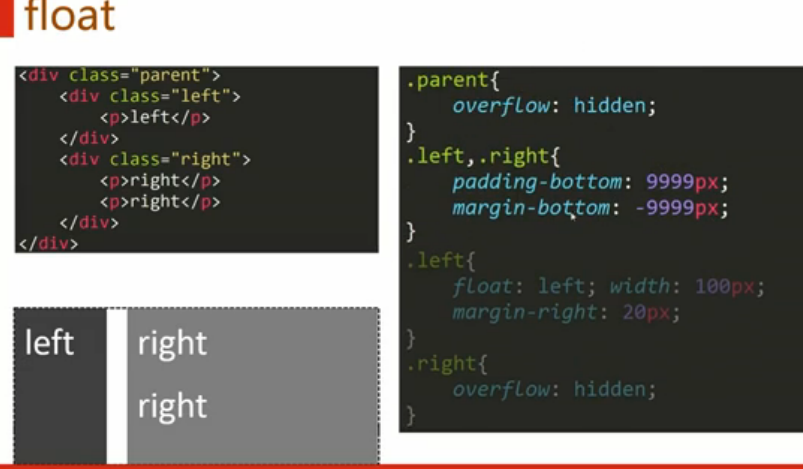 float
<div class="parent">
    <div class="left">
        <p>left</p>
    </div>
    <div class="right">
        <p>right</p>
        <p>right</p>
    </div>
</div>
left
right
right
.parent{
    overflow: hidden;
}
.left,.right{
    padding-bottom: 9999px;
    margin-bottom: -9999px;
}
.left{
    float: left; width: 100px;
    margin-right: 20px;
}
.right{
    overflow: hidden;
}